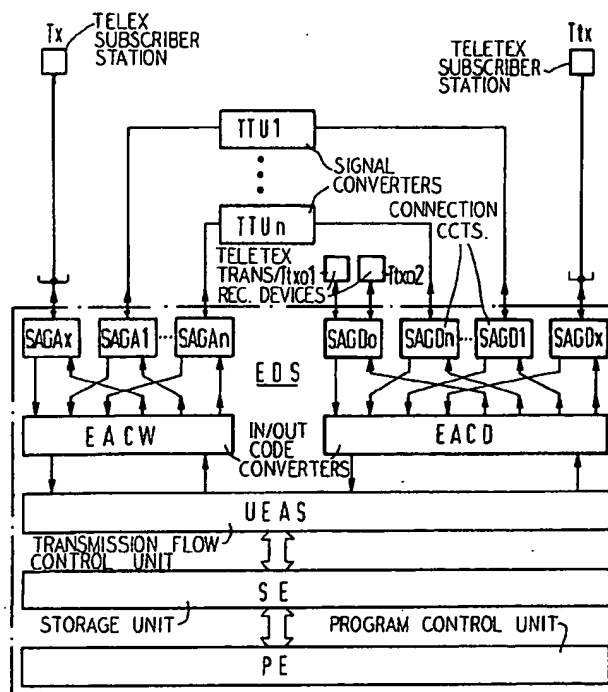 Tx
TELEX
SUBSCRIBER
STATION
Ttx
TELETEX
SUBSCRIBER
STATION
TTU1
SIGNAL
CONVERTERS
TTUn
CONNECTION
CCTS.
TELETEX
TRANS/
REC. DEVICES
Ttxo1
Ttxo2
SAGAx
SAGA1
SAGAn
SAGDo
SAGDn
SAGD1
SAGDx
EDS
EACW
IN/OUT
CODE
CONVERTERS
EACD
UEAS
TRANSMISSION FLOW
CONTROL UNIT
SE
STORAGE UNIT
PROGRAM CONTROL UNIT
PE